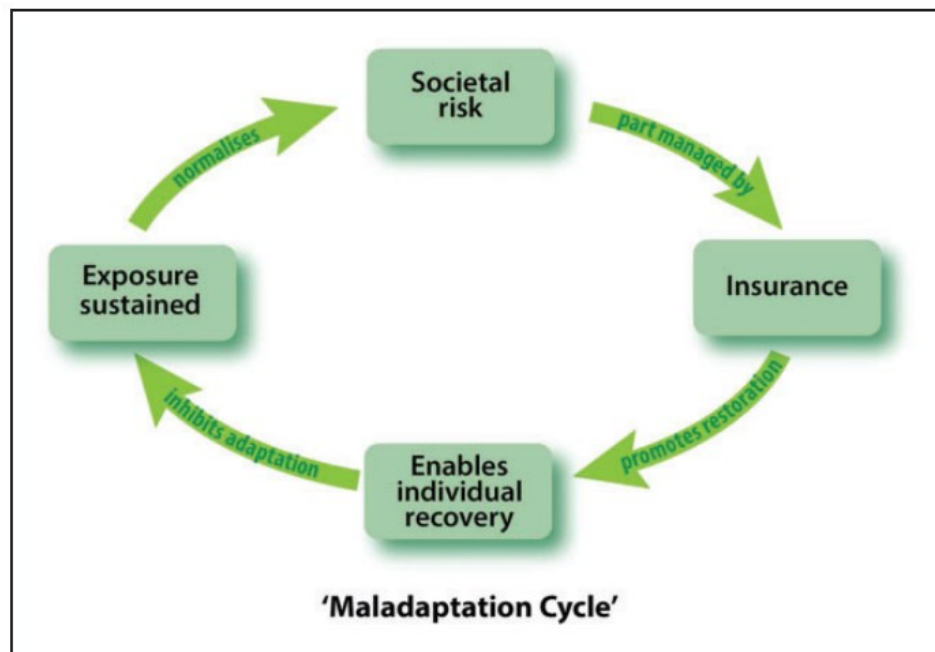 Societal
risk
part managed by
Insurance
promotes restoration
Enables
individual
recovery
inhibits adaptation
Exposure
sustained
normalises
'Maladaptation Cycle'